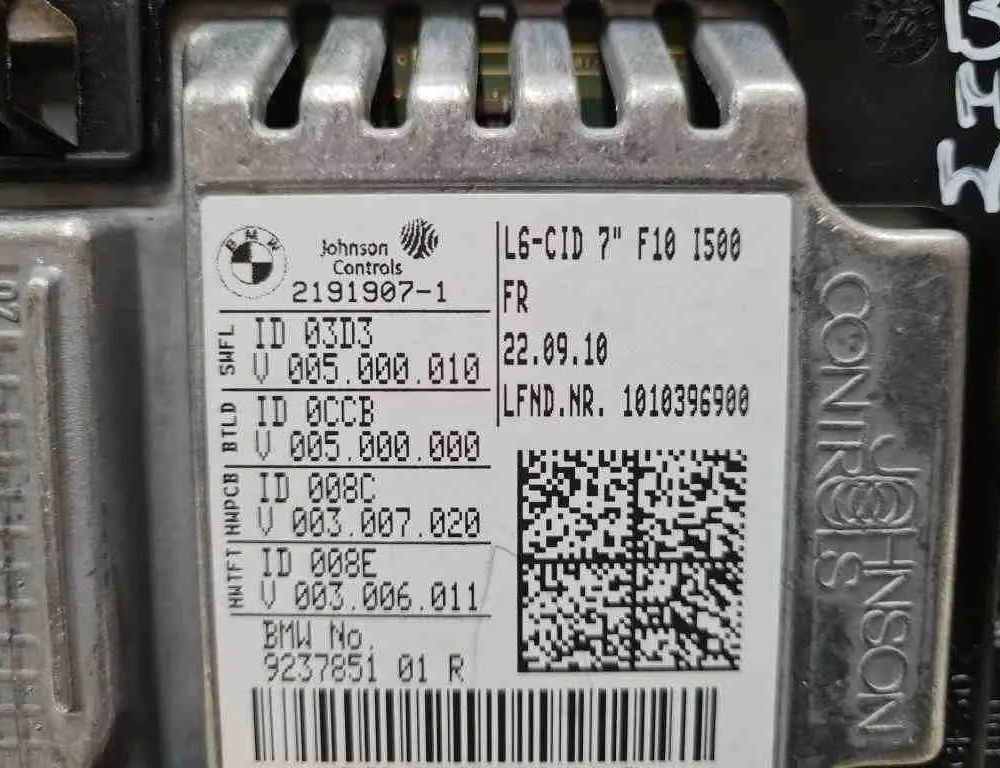 BMW
Johnson
Controls
2191907-1
SWFL
ID 03D3
V 005.000.010
BTLD
ID 0CCB
V 005.000.000
HWPCB
ID 008C
V 003.007.020
HWTFT
ID 008E
V 003.006.011
BMW No.
9237851 01 R
L6-CID 7" F10 I500
FR
22.09.10
LFND.NR. 1010396900
JOHNSON
CONTROLS